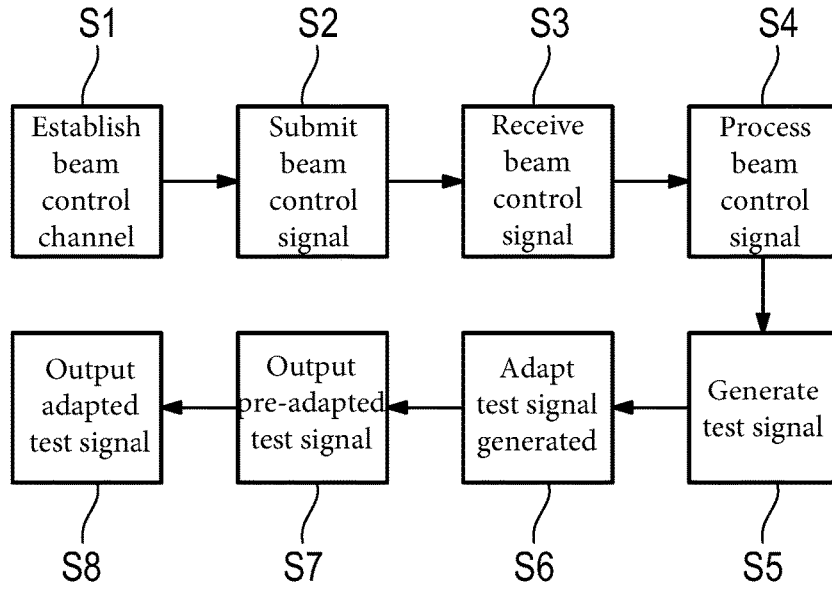 S1
S2
S3
S4
Establish
beam
control
channel
Submit
beam
control
signal
Receive
beam
control
signal
Process
beam
control
signal
Output
adapted
test signal
Output
pre-adapted
test signal
Adapt
test signal
generated
Generate
test signal
S8
S7
S6
S5